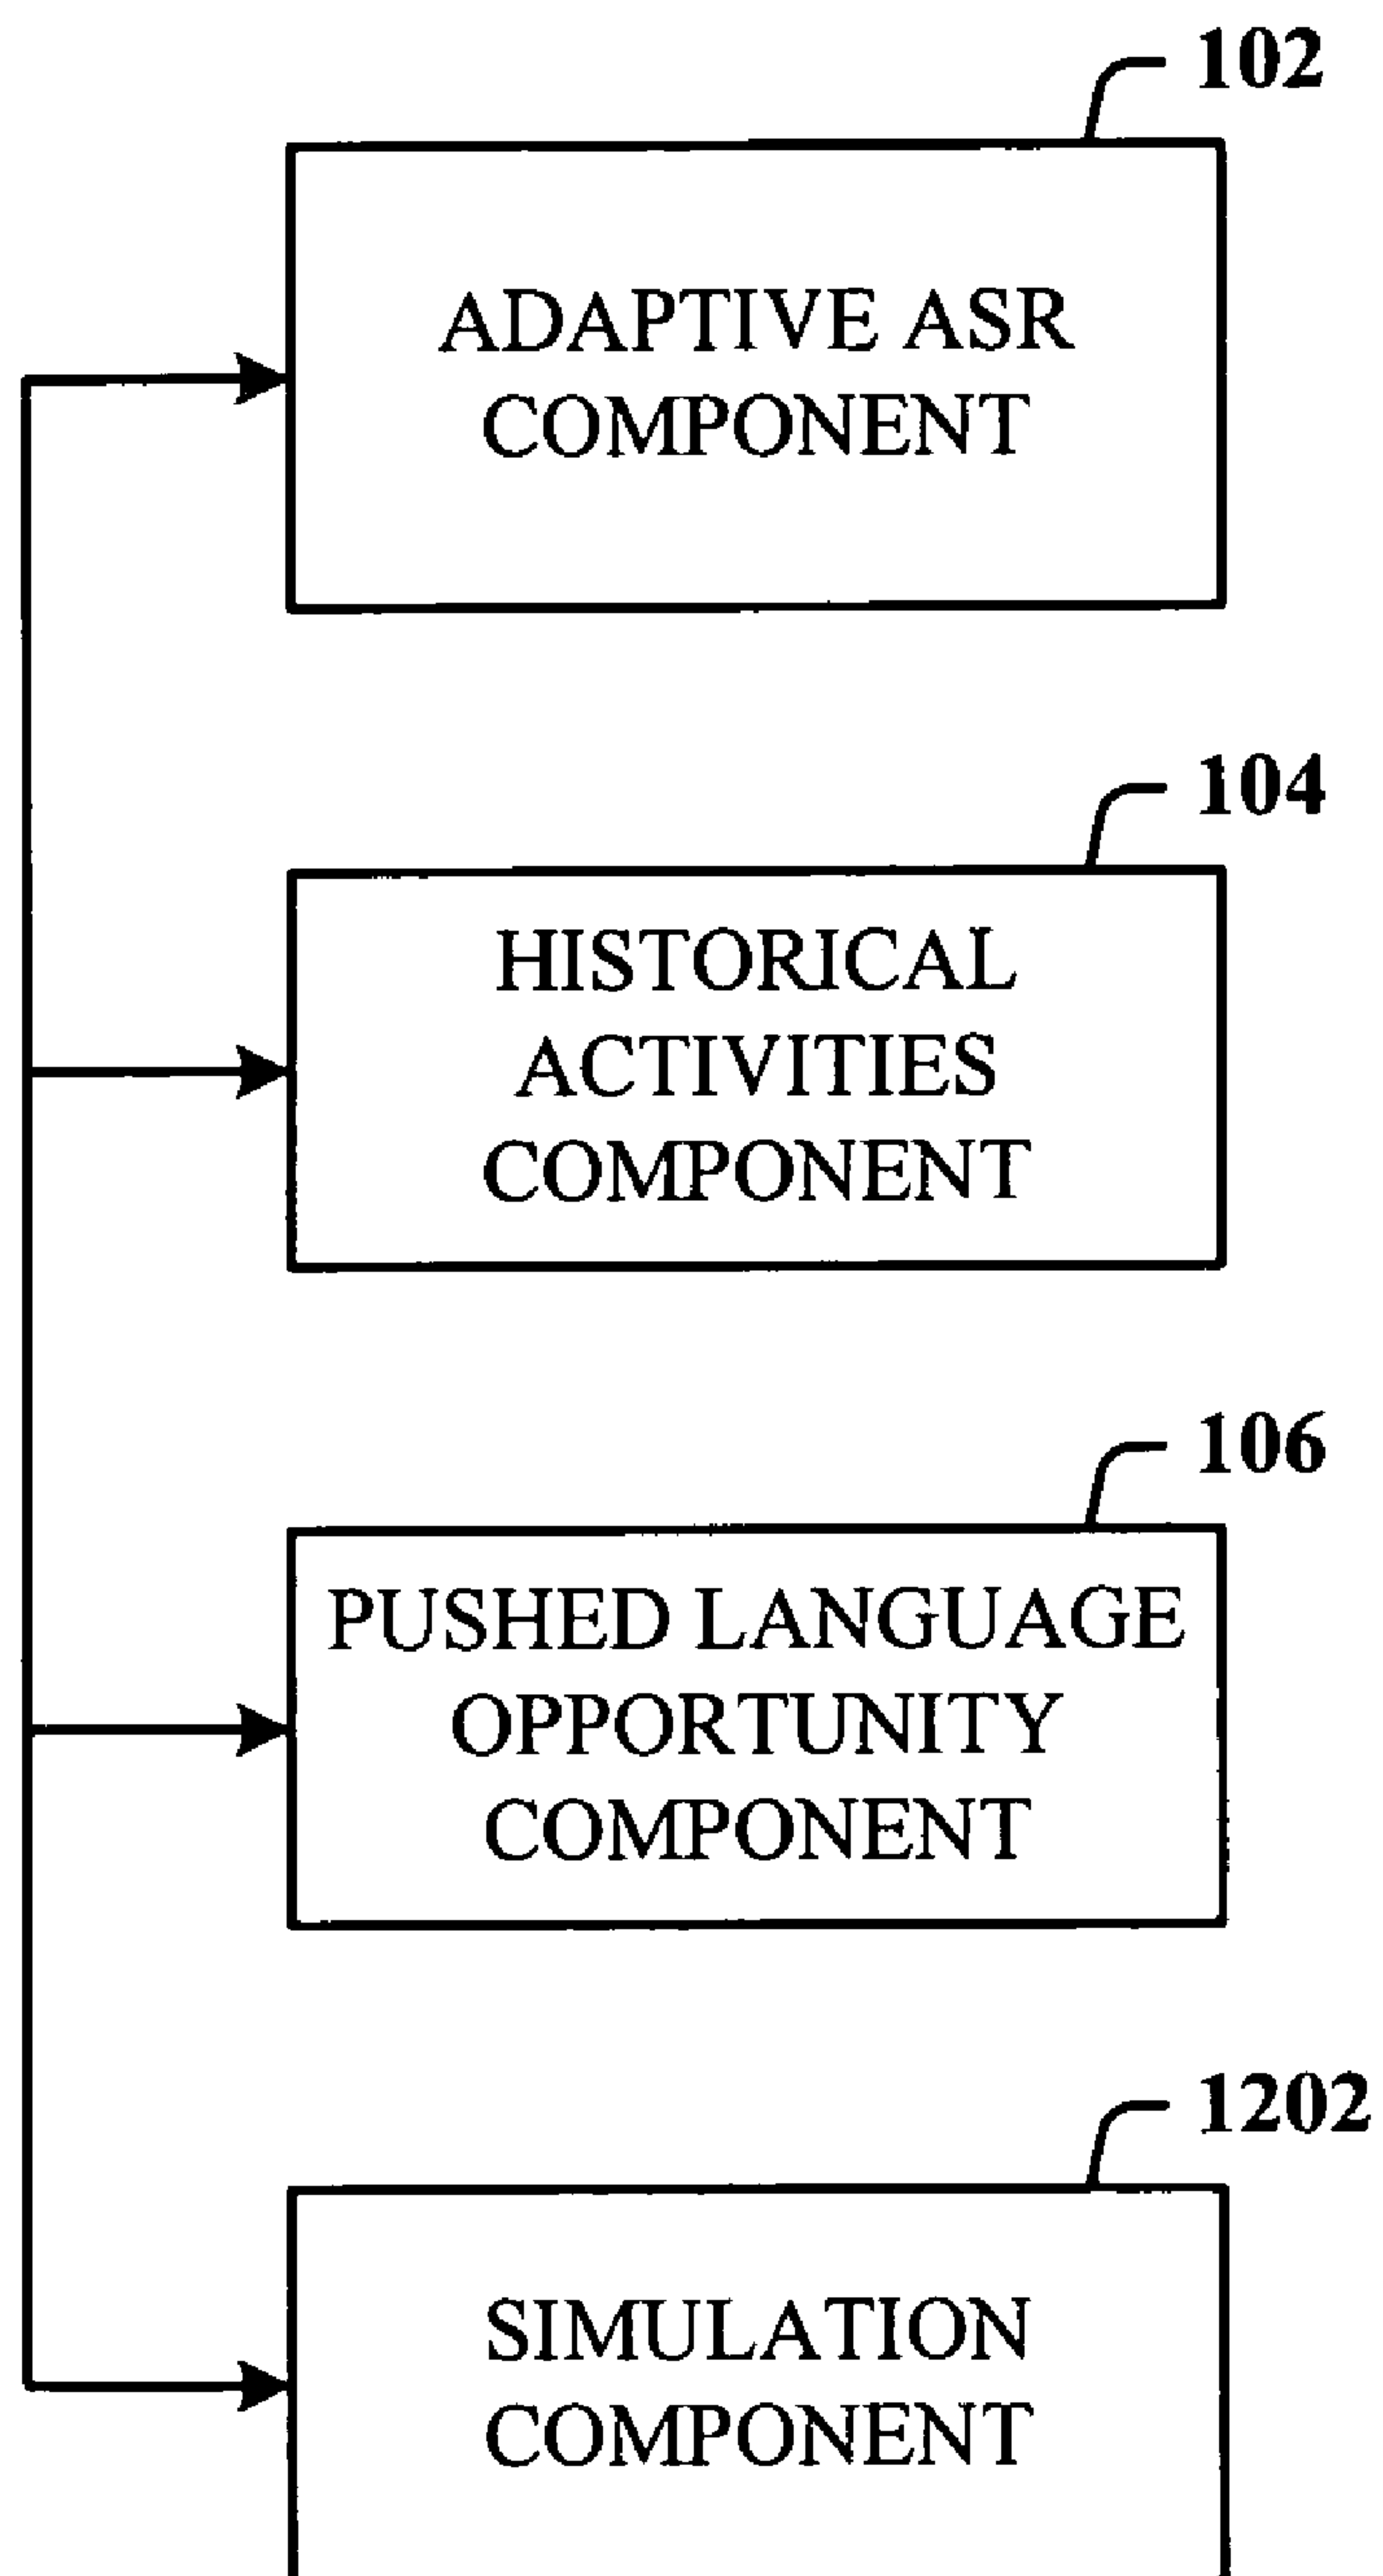 102
ADAPTIVE ASR
COMPONENT
104
HISTORICAL
ACTIVITIES
COMPONENT
106
PUSHED LANGUAGE
OPPORTUNITY
COMPONENT
1202
SIMULATION
COMPONENT